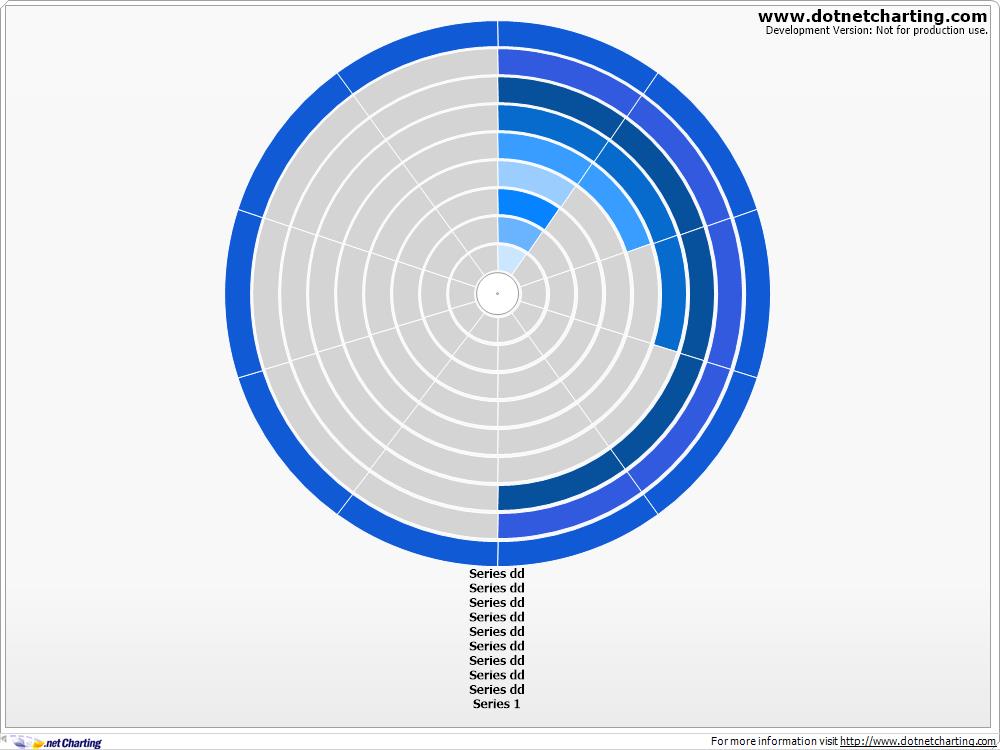 www.dotnetcharting.com
Development Version: Not for production use.
Series dd
Series dd
Series dd
Series dd
Series dd
Series dd
Series dd
Series dd
Series dd
Series 1
.net Charting
For more information visit http://www.dotnetcharting.com